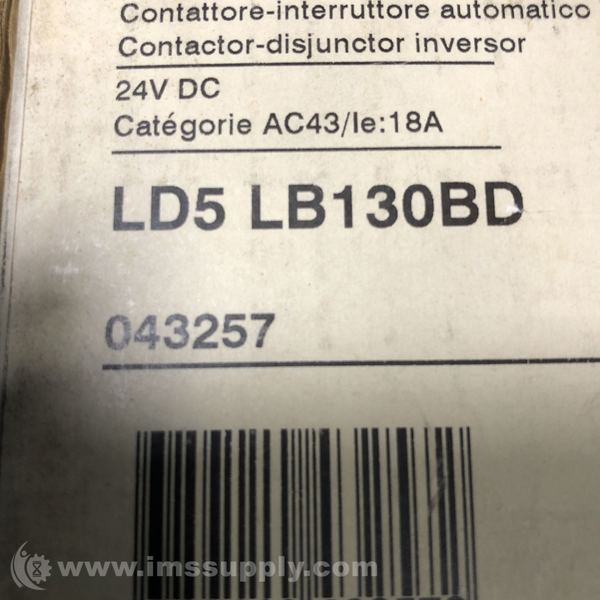 Contattore-interruttore automatico
Contactor-disjunctor inversor
24V DC
Catégorie AC43/Ie:18A
LD5 LB130BD
043257
www.imssupply.com